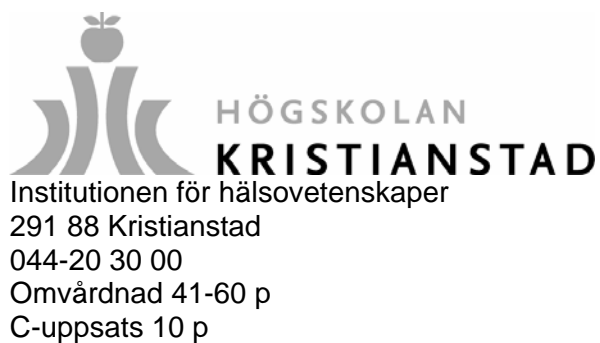 HÖGSKOLAN
KRISTIANSTAD
Institutionen för hälsovetenskaper
291 88 Kristianstad
044-20 30 00
Omvårdnad 41-60 p
C-uppsats 10 p